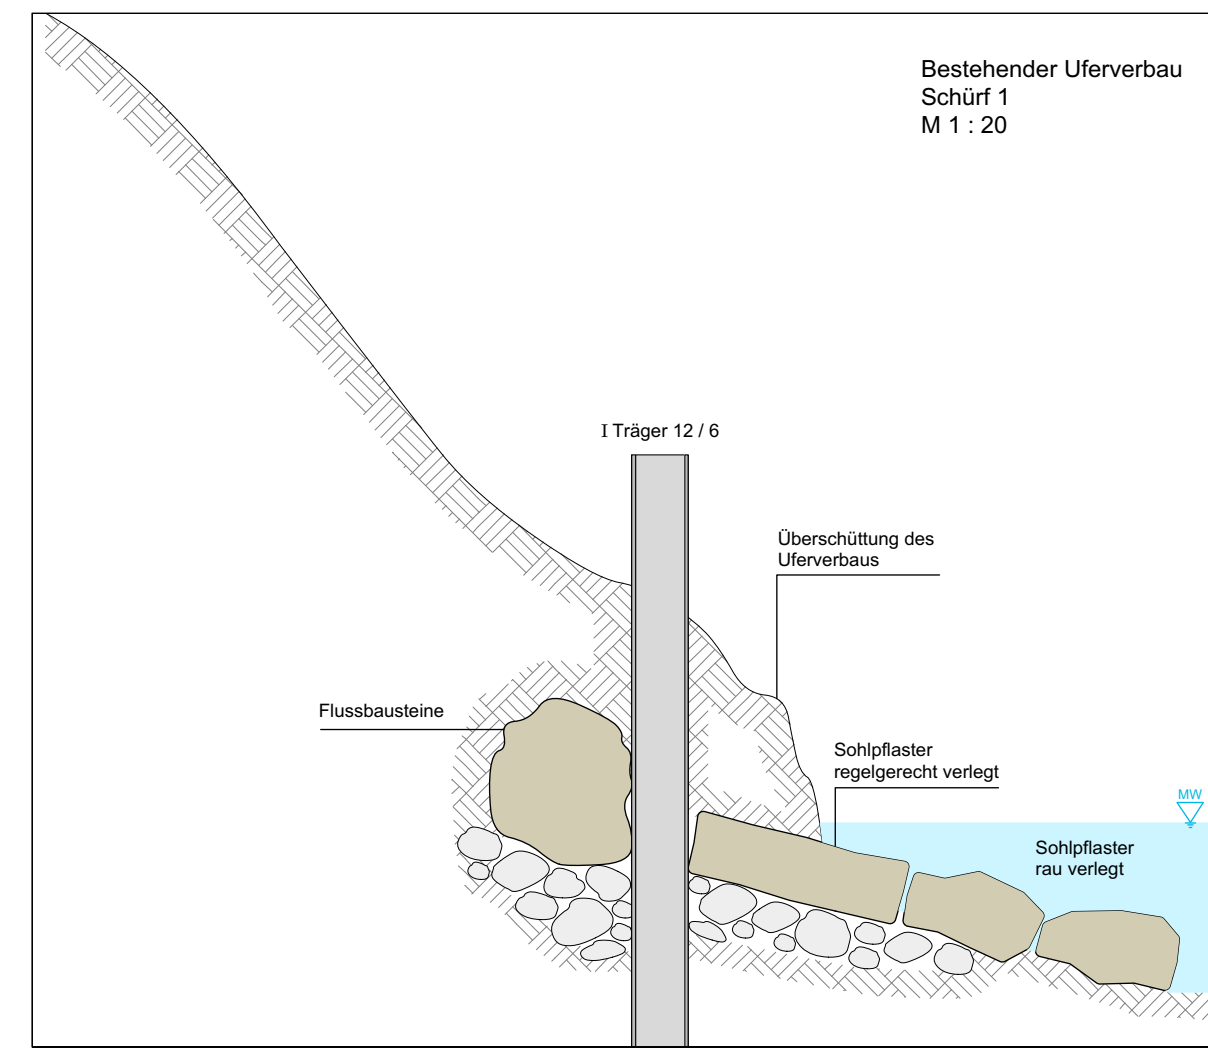 Bestehender Uferverbau
Schürf 1
M 1 : 20
I Träger 12 / 6
Überschüttung des
Uferverbaus
Flussbausteine
Sohlpflaster
regelgerecht verlegt
MW
Sohlpflaster
rau verlegt